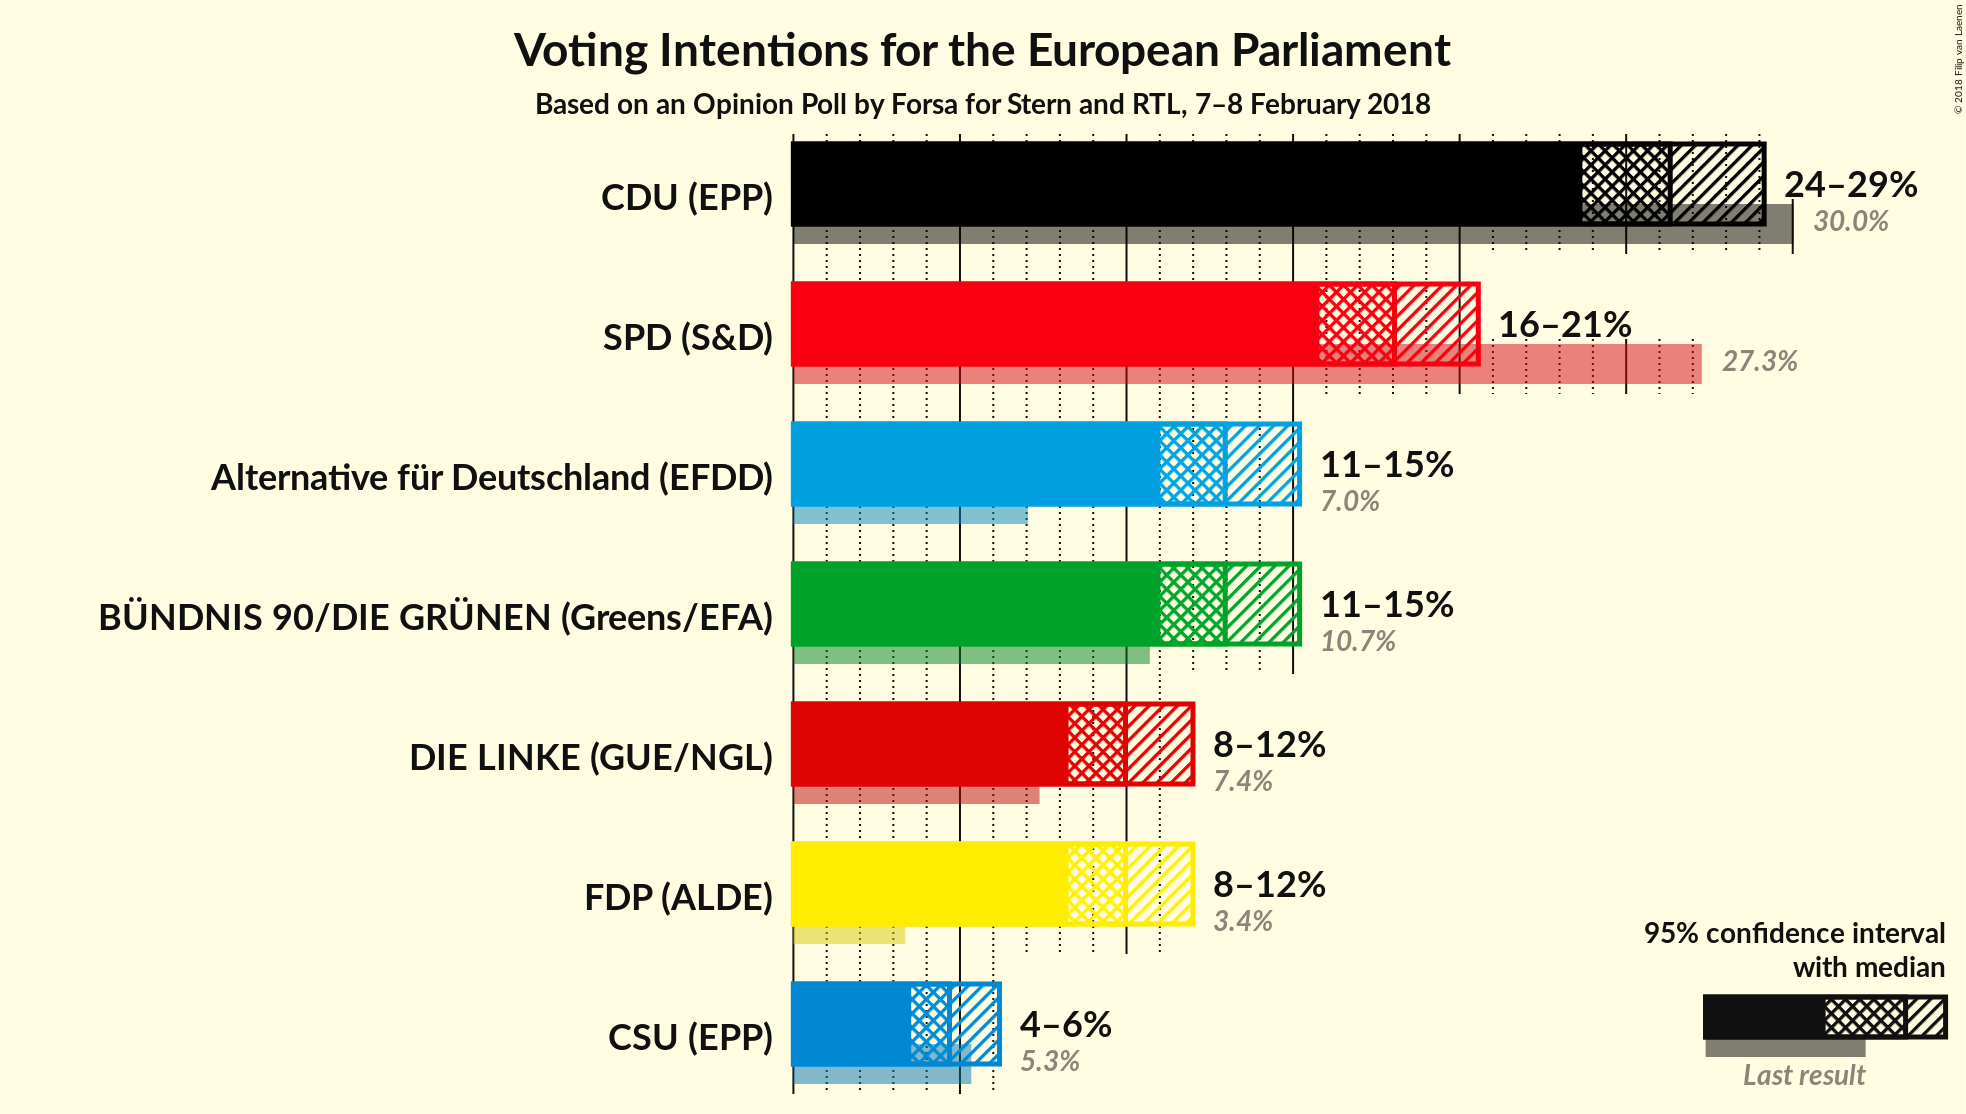 Voting Intentions for the European Parliament
Based on an Opinion Poll by Forsa for Stern and RTL, 7–8 February 2018
© 2018 Filip van Laenen
CDU (EPP)
24–29%
30.0%
SPD (S&D)
16–21%
27.3%
Alternative für Deutschland (EFDD)
11–15%
7.0%
BÜNDNIS 90/DIE GRÜNEN (Greens/EFA)
11–15%
10.7%
DIE LINKE (GUE/NGL)
8–12%
7.4%
FDP (ALDE)
8–12%
3.4%
CSU (EPP)
4–6%
5.3%
95% confidence interval
with median
Last result